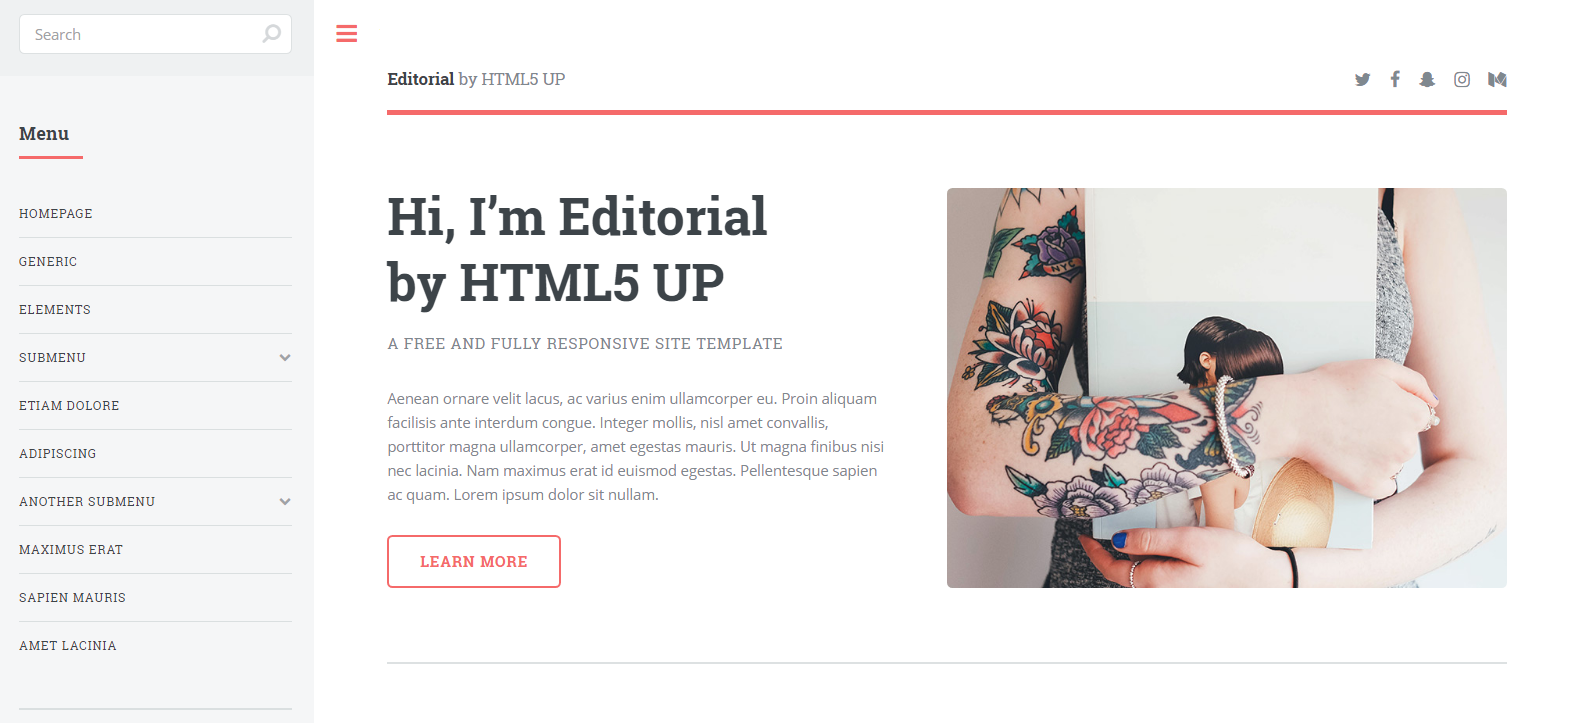 Search
Editorial by HTML5 UP
Menu
HOMEPAGE
GENERIC
ELEMENTS
SUBMENU
ETIAM DOLORE
ADIPISCING
ANOTHER SUBMENU
MAXIMUS ERAT
SAPIEN MAURIS
AMET LACINIA
Hi, I’m Editorial
by HTML5 UP
A FREE AND FULLY RESPONSIVE SITE TEMPLATE
Aenean ornare velit lacus, ac varius enim ullamcorper eu. Proin aliquam
facilisis ante interdum congue. Integer mollis, nisl amet convallis,
porttitor magna ullamcorper, amet egestas mauris. Ut magna finibus nisi
nec lacinia. Nam maximus erat id euismod egestas. Pellentesque sapien
ac quam. Lorem ipsum dolor sit nullam.
LEARN MORE
NYC